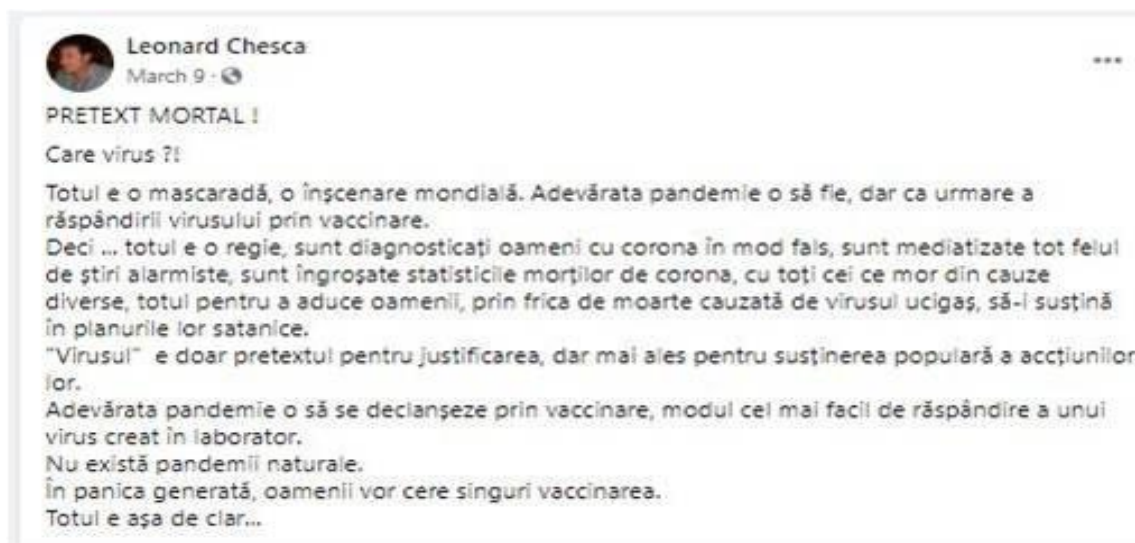 Leonard Chesca
March 9
PRETEXT MORTAL !
Care virus ?!
Totul e o mascaradă, o înșcenare mondială. Adevărata pandemie o să fie, dar ca urmare a
răspândirii virusului prin vaccinare.
Deci ... totul e o regie, sunt diagnosticați oameni cu corona în mod fals, sunt mediatizate tot felul
de știri alarmiste, sunt îngroșate statisticile morților de corona, cu toți cei ce mor din cauze
diverse, totul pentru a aduce oamenii, prin frica de moarte cauzată de virusul ucigaș, să-i susțină
în planurile lor satanice.
"Virusul" e doar pretextul pentru justificarea, dar mai ales pentru susținerea populară a accțiunilor
lor.
Adevărata pandemie o să se declanșeze prin vaccinare, modul cel mai facil de răspândire a unui
virus creat în laborator.
Nu există pandemii naturale.
În panica generată, oamenii vor cere singuri vaccinarea.
Totul e așa de clar...